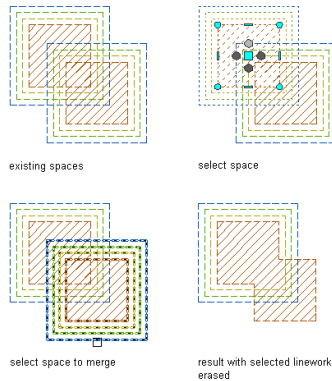 existing spaces
select space
select space to merge
result with selected linework
erased